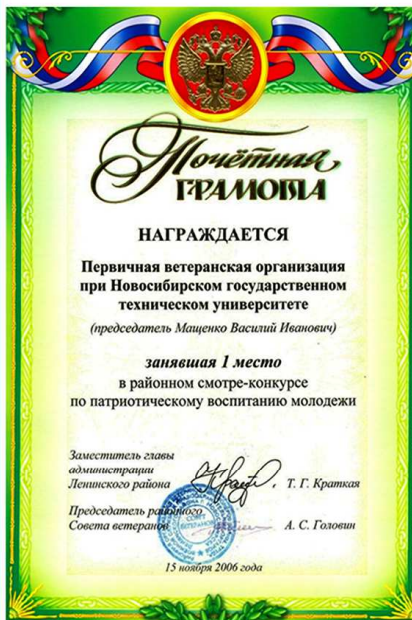 Почётная
ГРАМОТА
НАГРАЖДАЕТСЯ
Первичная ветеранская организация
при Новосибирском государственном
техническом университете
(председатель Мащенко Василий Иванович)
занявшая 1 место
в районном смотре-конкурсе
по патриотическому воспитанию молодежи
Заместитель главы
администрации
Ленинского района Т. Г. Краткая
Председатель районного
Совета ветеранов А. С. Головин
СОВЕТ
ВЕТЕРАНОВ
15 ноября 2006 года